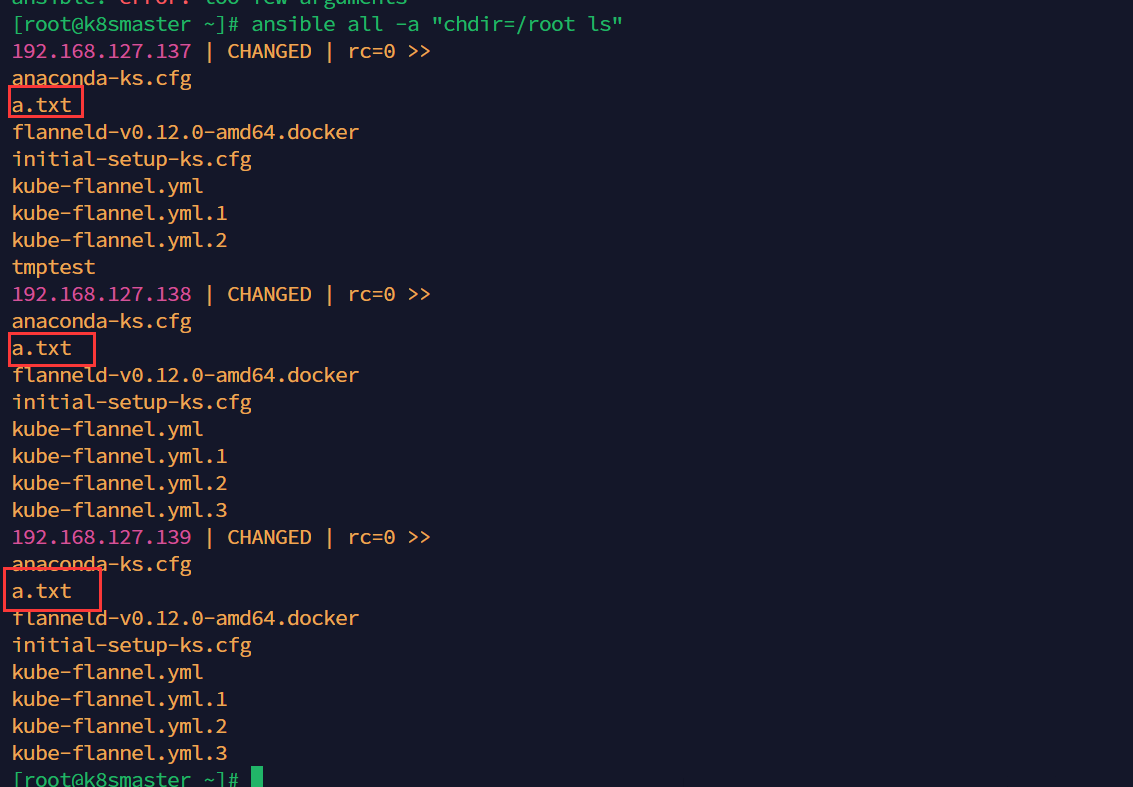 ansible: error: too few arguments
[root@k8smaster ~]# ansible all -a "chdir=/root ls"
192.168.127.137 | CHANGED | rc=0 >>
anaconda-ks.cfg
a.txt
flanneld-v0.12.0-amd64.docker
initial-setup-ks.cfg
kube-flannel.yml
kube-flannel.yml.1
kube-flannel.yml.2
tmptest
192.168.127.138 | CHANGED | rc=0 >>
anaconda-ks.cfg
a.txt
flanneld-v0.12.0-amd64.docker
initial-setup-ks.cfg
kube-flannel.yml
kube-flannel.yml.1
kube-flannel.yml.2
kube-flannel.yml.3
192.168.127.139 | CHANGED | rc=0 >>
anaconda-ks.cfg
a.txt
flanneld-v0.12.0-amd64.docker
initial-setup-ks.cfg
kube-flannel.yml
kube-flannel.yml.1
kube-flannel.yml.2
kube-flannel.yml.3
[root@k8smaster ~]#